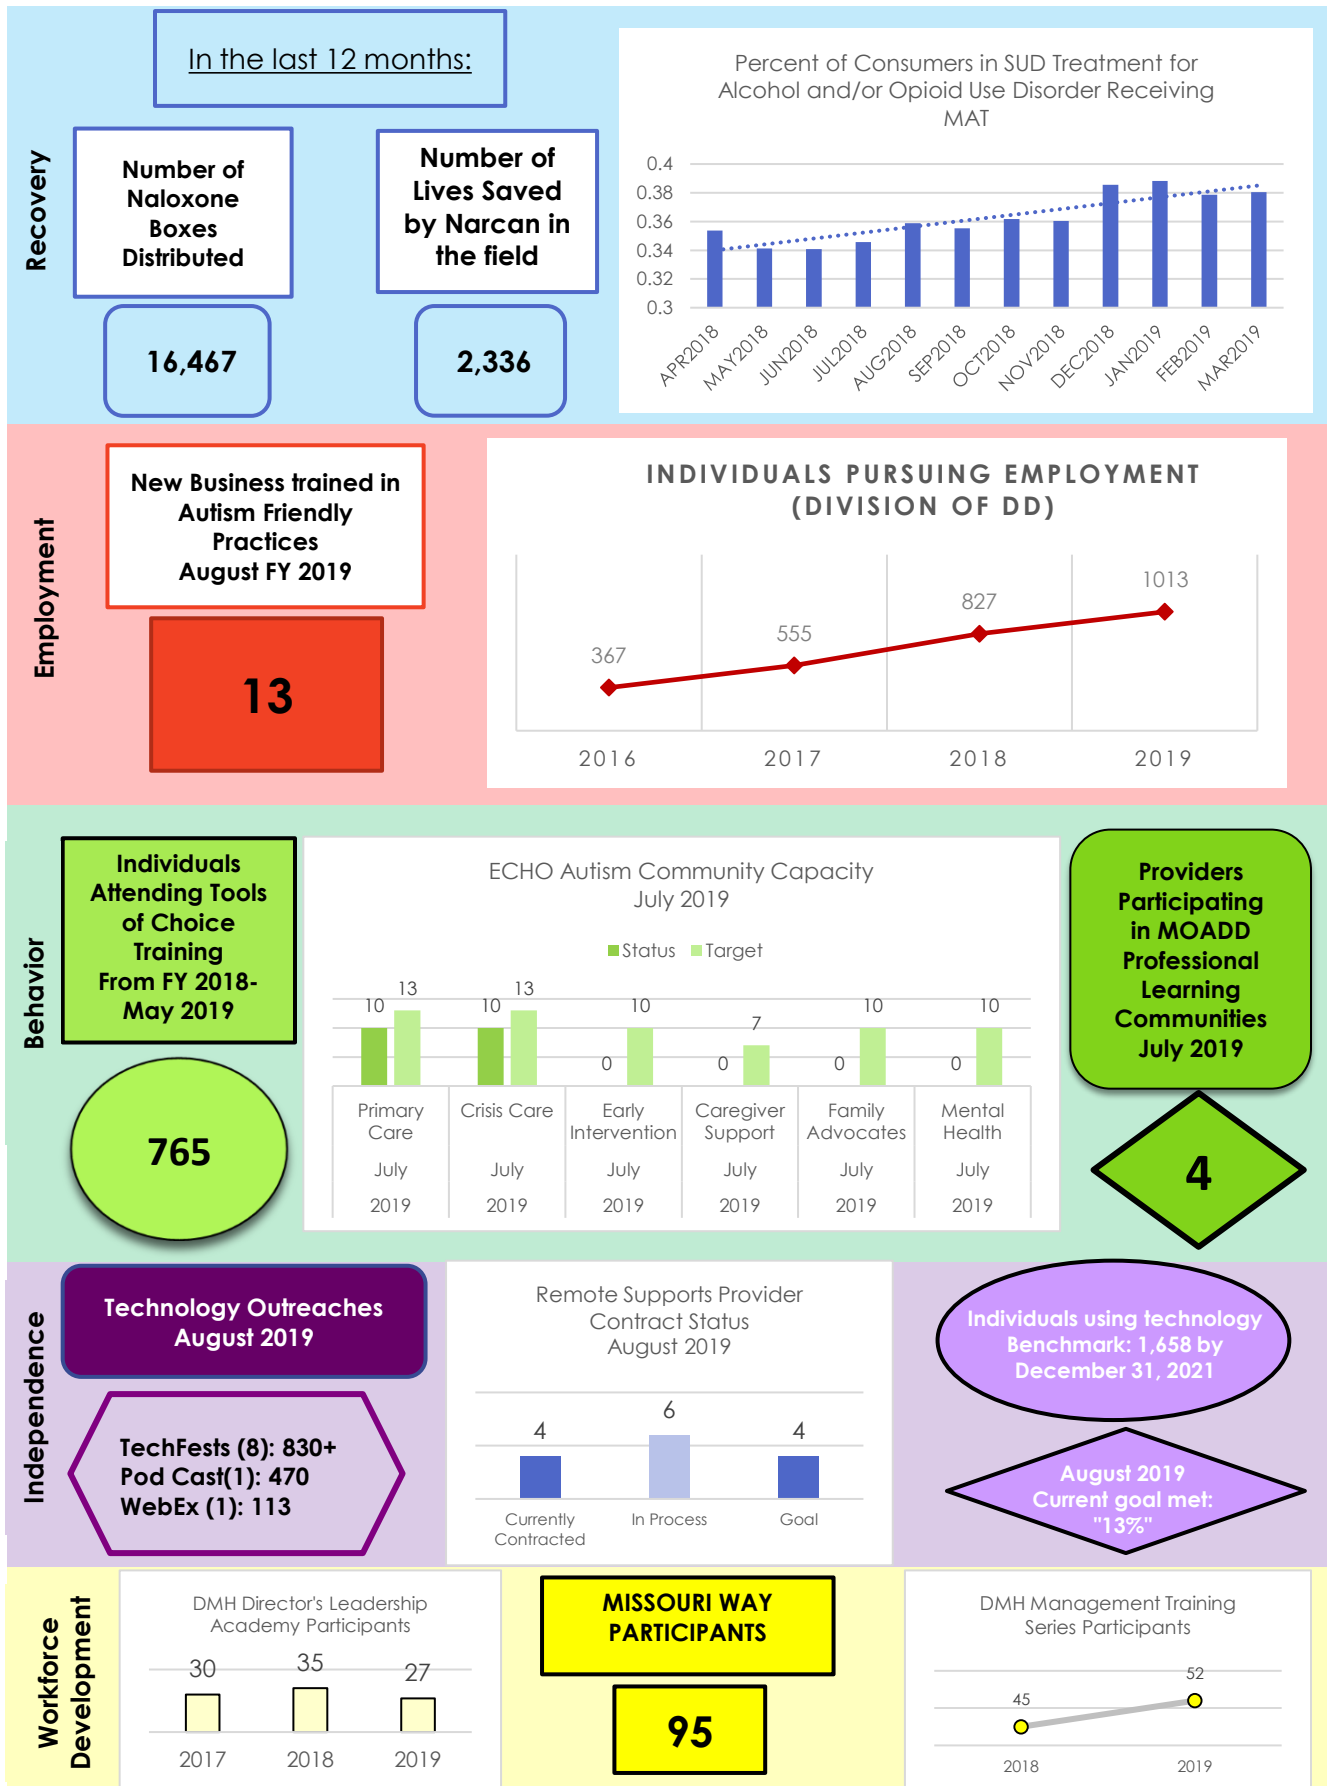 Recovery
In the last 12 months:
Number of
Naloxone
Boxes
Distributed
16,467
Number of
Lives Saved
by Narcan in
the field
2,336
Percent of Consumers in SUD Treatment for
Alcohol and/or Opioid Use Disorder Receiving
MAT
0.4
0.38
0.36
0.34
0.32
0.3
APR2018
MAY2018
JUN2018
JUL2018
AUG2018
SEP2018
OCT2018
NOV2018
DEC2018
JAN2019
FEB2019
MAR2019
Employment
New Business trained in
Autism Friendly
Practices
August FY 2019
13
INDIVIDUALS PURSUING EMPLOYMENT
(DIVISION OF DD)
367
555
827
1013
2016
2017
2018
2019
Behavior
Individuals
Attending Tools
of Choice
Training
From FY 2018-
May 2019
765
ECHO Autism Community Capacity
July 2019
Status Target
10 13 10 13 0 10 0 7 0 10 0 10
Primary
Care
July
2019
Crisis Care
July
2019
Early
Intervention
July
2019
Caregiver
Support
July
2019
Family
Advocates
July
2019
Mental
Health
July
2019
Providers
Participating
in MOADD
Professional
Learning
Communities
July 2019
4
Independence
Technology Outreaches
August 2019
TechFests (8): 830+
Pod Cast(1): 470
WebEx (1): 113
Remote Supports Provider
Contract Status
August 2019
4
6
4
Currently
Contracted
In Process
Goal
Individuals using technology
Benchmark: 1,658 by
December 31, 2021
August 2019
Current goal met:
"13%"
Workforce
Development
DMH Director's Leadership
Academy Participants
30
35
27
2017
2018
2019
MISSOURI WAY
PARTICIPANTS
95
DMH Management Training
Series Participants
45
52
2018
2019